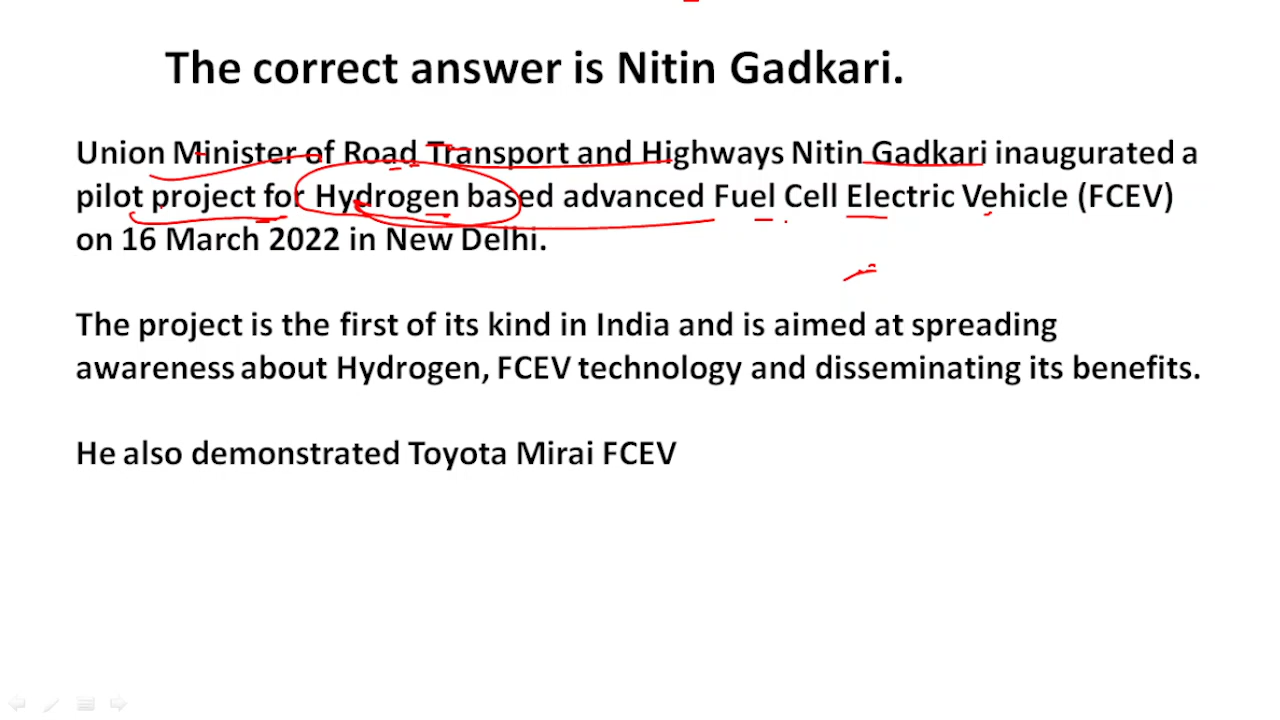 The correct answer is Nitin Gadkari.
Union Minister of Road Transport and Highways Nitin Gadkari inaugurated a
pilot project for Hydrogen based advanced Fuel Cell Electric Vehicle (FCEV)
on 16 March 2022 in New Delhi.
The project is the first of its kind in India and is aimed at spreading
awareness about Hydrogen, FCEV technology and disseminating its benefits.
He also demonstrated Toyota Mirai FCEV